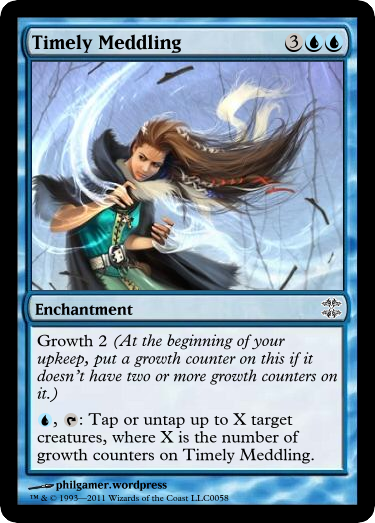 Timely Meddling 3
Enchantment
Growth 2 (At the beginning of your
upkeep, put a growth counter on this if it
doesn't have two or more growth counters on
it.)
, : Tap or untap up to X target
creatures, where X is the number of
growth counters on Timely Meddling.
philgamer.wordpress
™ & © 1993—2011 Wizards of the Coast LLC0058